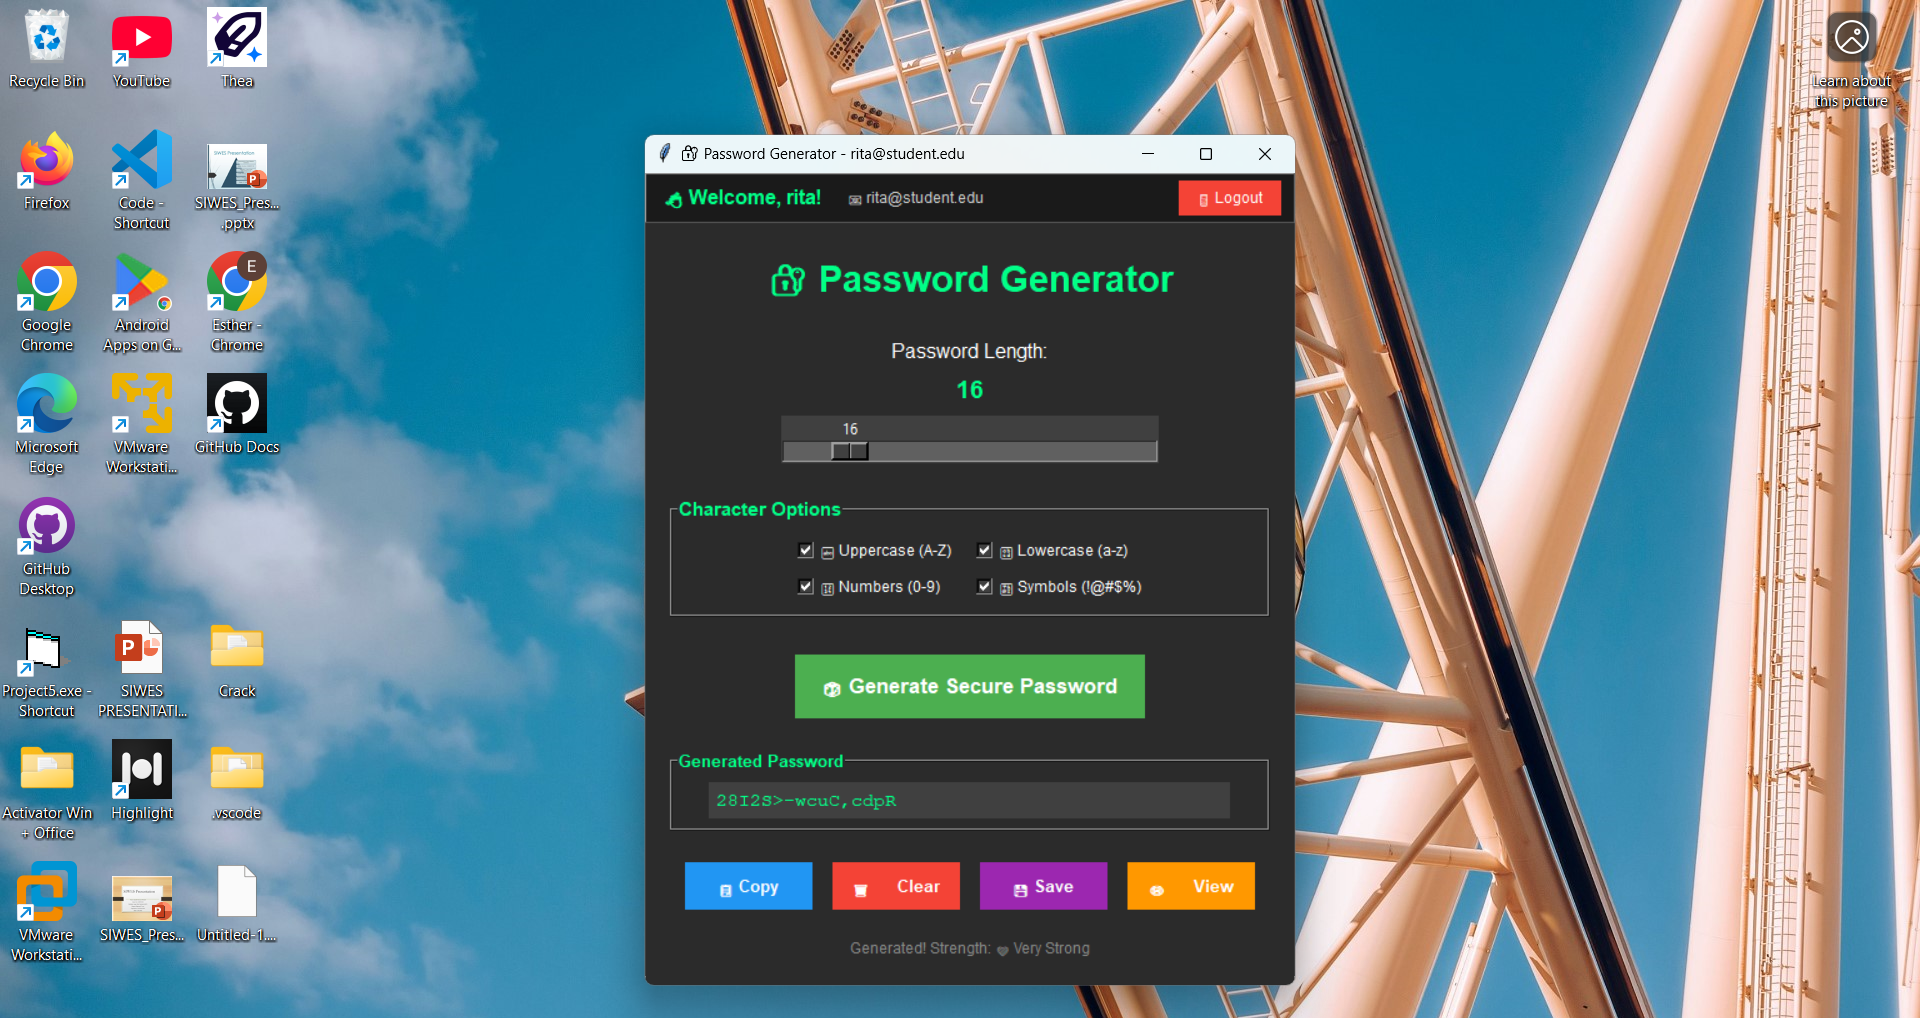 Recycle Bin
YouTube
Thea
Learn about
this picture
Firefox
Code -
Shortcut
SIWES_Pres...
.pptx
Google
Chrome
Android
Apps on G...
Esther -
Chrome
E
Microsoft
Edge
VMware
Workstati...
GitHub Docs
GitHub
Desktop
Project5.exe -
Shortcut
SIWES
PRESENTATI...
Crack
Activator Win
+ Office
Highlight
.vscode
VMware
Workstati...
SIWES_Pres...
Untitled-1....
Password Generator - rita@student.edu
Welcome, rita!
rita@student.edu
Logout
Password Generator
Password Length:
16
16
Character Options
Uppercase (A-Z)
Lowercase (a-z)
Numbers (0-9)
Symbols (!@#$%)
Generate Secure Password
Generated Password
28I2S>-wcuC,cdpR
Copy
Clear
Save
View
Generated! Strength: Very Strong